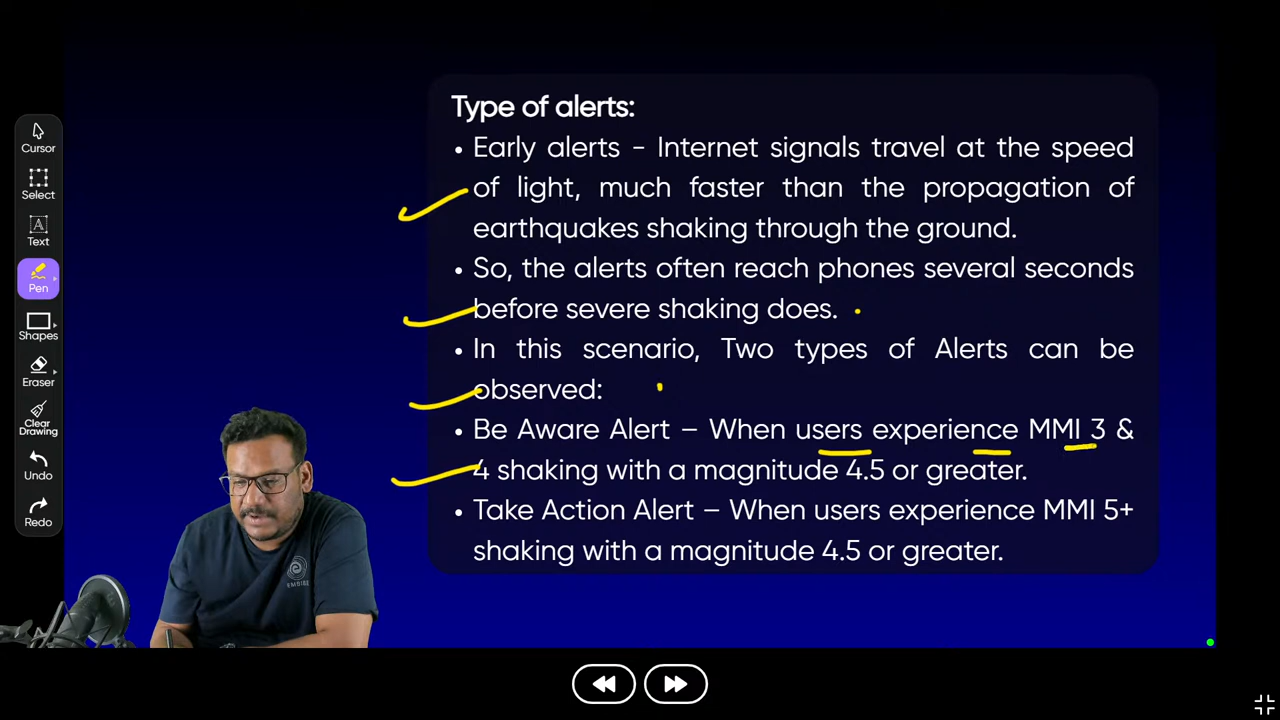 Cursor
Select
Text
Pen
Shapes
Eraser
Clear
Drawing
Undo
Redo
Type of alerts:
• Early alerts - Internet signals travel at the speed
of light, much faster than the propagation of
earthquakes shaking through the ground.
• So, the alerts often reach phones several seconds
before severe shaking does.
• In this scenario, Two types of Alerts can be
observed:
• Be Aware Alert – When users experience MMI 3 &
4 shaking with a magnitude 4.5 or greater.
• Take Action Alert – When users experience MMI 5+
shaking with a magnitude 4.5 or greater.
EMBIBE